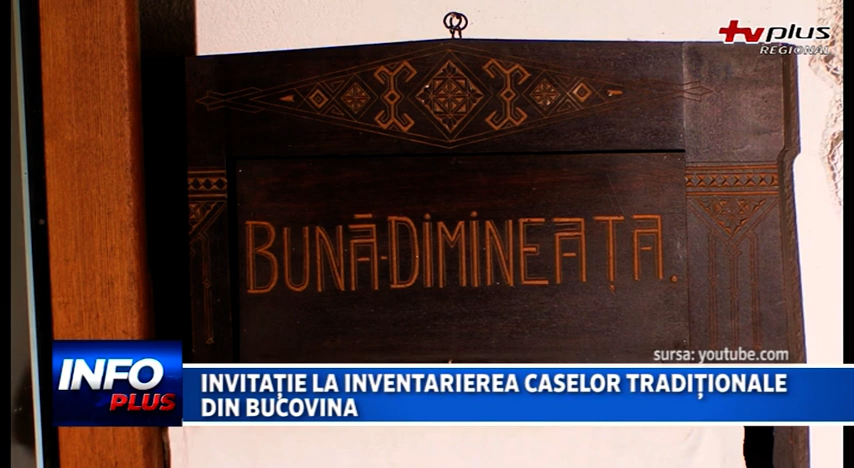 tvplus
REGIONAL
BUNĂ-DiMiNEAȚA.
sursa: youtube.com
INFO
PLUS
INVITAȚIE LA INVENTARIEREA CASELOR TRADIȚIONALE
DIN BUCOVINA